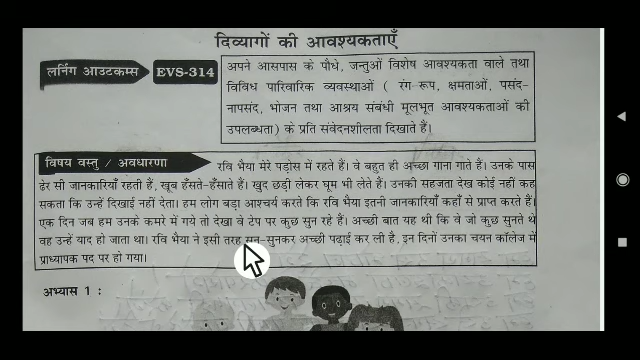 दिव्यागों की आवश्यकताएँ
लर्निंग आउटकम्स EVS-314
अपने आसपास के पौधे, जन्तुओं विशेष आवश्यकता वाले तथा
विविध पारिवारिक व्यवस्थाओं ( रंग-रूप, क्षमताओं, पसंद-
नापसंद, भोजन तथा आश्रय संबंधी मूलभूत आवश्यकताओं की
उपलब्धता) के प्रति संवेदनशीलता दिखाते हैं।
विषय वस्तु / अवधारणा रवि भैया मेरे पड़ोस में रहते हैं। वे बहुत ही अच्छा गाना गाते हैं। उनके पास
ढेर सी जानकारियाँ रहती हैं, खूब हँसते-हँसाते हैं। खुद छड़ी लेकर घूम भी लेते हैं। उनकी सहजता देख कोई नहीं कह
सकता कि उन्हें दिखाई नहीं देता। हम लोग बड़ा आश्चर्य करते कि रवि भैया इतनी जानकारियाँ कहाँ से प्राप्त करते हैं।
एक दिन जब हम उनके कमरे में गये तो देखा वे टेप पर कुछ सुन रहे हैं। अच्छी बात यह थी कि वे जो कुछ सुनते थे
वह उन्हें याद हो जाता था। रवि भैया ने इसी तरह सुन-सुनकर अच्छी पढ़ाई कर ली है, इन दिनों उनका चयन कॉलेज में
प्राध्यापक पद पर हो गया।
अभ्यास 1 :